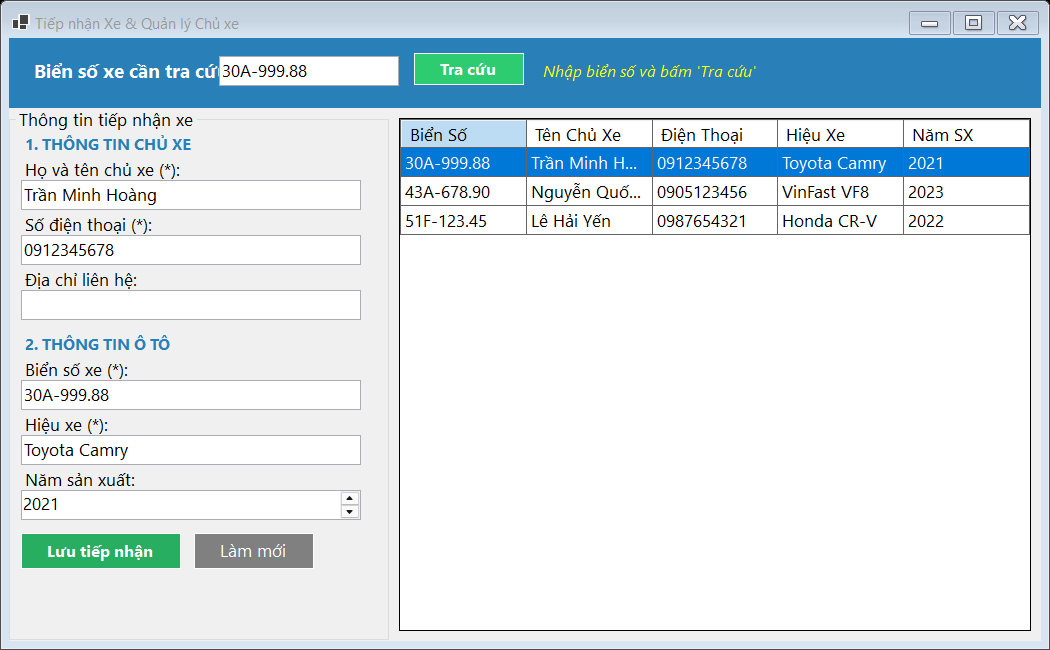 Tiếp nhận Xe & Quản lý Chủ xe
Biển số xe cần tra cứ 30A-999.88 Tra cứu Nhập biển số và bấm 'Tra cứu'
Thông tin tiếp nhận xe
1. THÔNG TIN CHỦ XE
Họ và tên chủ xe (*):
Trần Minh Hoàng
Số điện thoại (*):
0912345678
Địa chỉ liên hệ:
2. THÔNG TIN Ô TÔ
Biển số xe (*):
30A-999.88
Hiệu xe (*):
Toyota Camry
Năm sản xuất:
2021
Lưu tiếp nhận Làm mới
Biển Số Tên Chủ Xe Điện Thoại Hiệu Xe Năm SX
30A-999.88 Trần Minh H... 0912345678 Toyota Camry 2021
43A-678.90 Nguyễn Quố... 0905123456 VinFast VF8 2023
51F-123.45 Lê Hải Yến 0987654321 Honda CR-V 2022